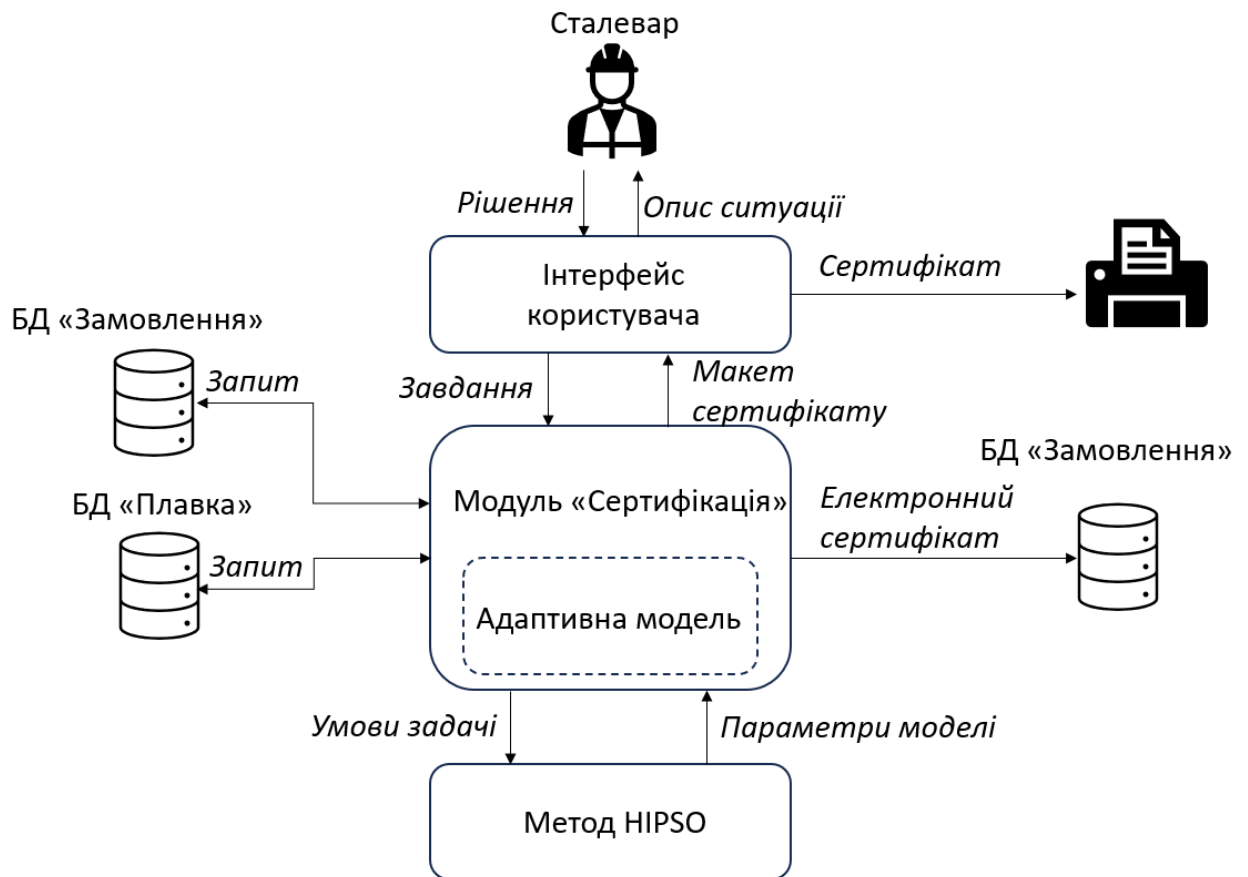 Сталевар
Рішення
Опис ситуації
Інтерфейс
користувача
Сертифікат
БД «Замовлення»
Запит
Завдання
Макет
сертифікату
БД «Замовлення»
БД «Плавка»
Запит
Модуль «Сертифікація»
Електронний
сертифікат
Адаптивна модель
Умови задачі
Параметри моделі
Метод HIPSO